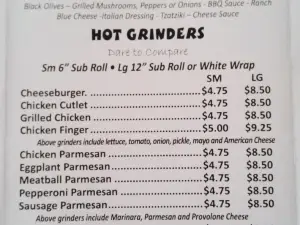 Black Olives – Grilled Mushrooms, Peppers or Onions - BBQ Sauce - Ranch
Blue Cheese -Italian Dressing - Tzatziki – Cheese Sauce
HOT GRINDERS
Dare to Compare
Sm 6” Sub Roll • Lg 12” Sub Roll or White Wrap
SM LG
Cheeseburger. $4.75 $8.50
Chicken Cutlet $4.75 $8.50
Grilled Chicken $4.75 $8.50
Chicken Finger $5.00 $9.25
Above grinders include lettuce, tomato, onion, pickle, mayo and American Cheese
Chicken Parmesan $4.75 $8.50
Eggplant Parmesan $4.75 $8.50
Meatball Parmesan $4.75 $8.50
Pepperoni Parmesan $4.75 $8.50
Sausage Parmesan $4.75 $8.50
Above grinders include Marinara, Parmesan and Provolone Cheese